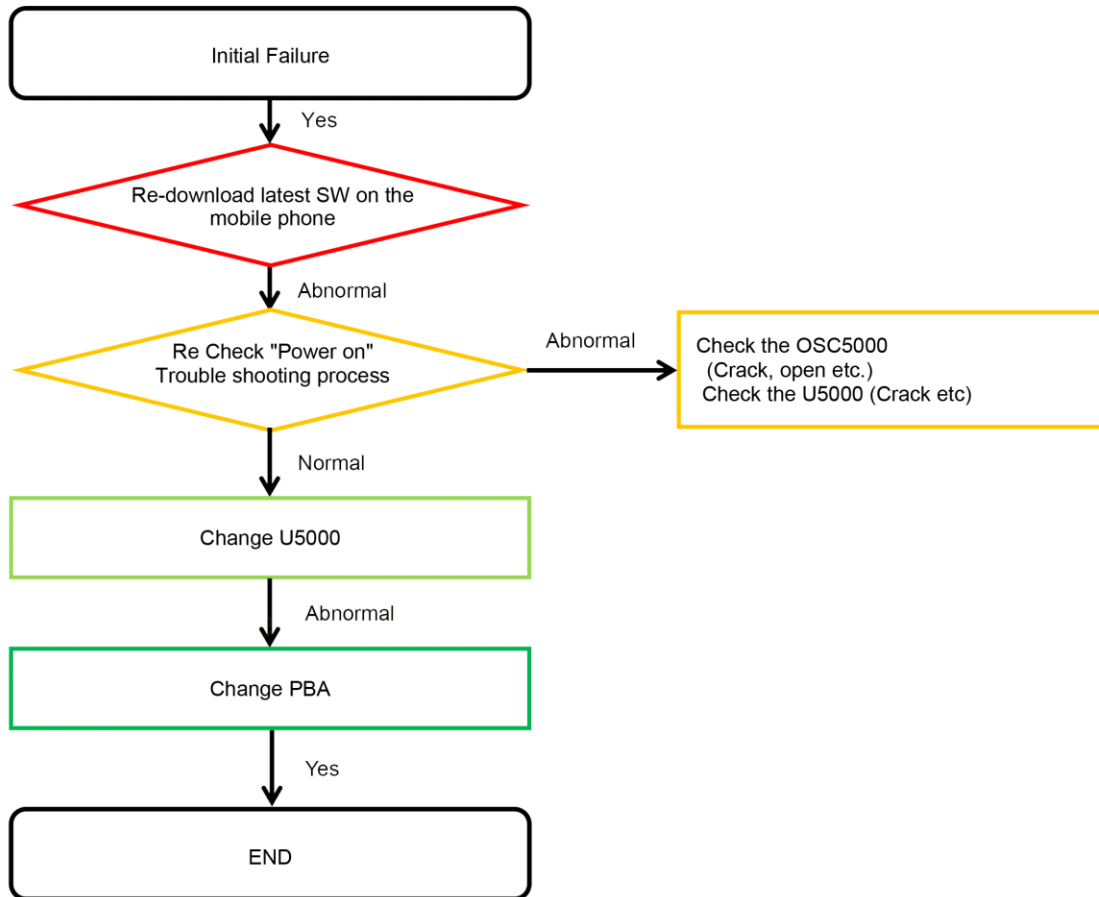 Initial Failure
Yes
Re-download latest SW on the
mobile phone
Abnormal
Re Check "Power on"
Trouble shooting process
Abnormal
Check the OSC5000
(Crack, open etc.)
Check the U5000 (Crack etc)
Normal
Change U5000
Abnormal
Change PBA
Yes
END